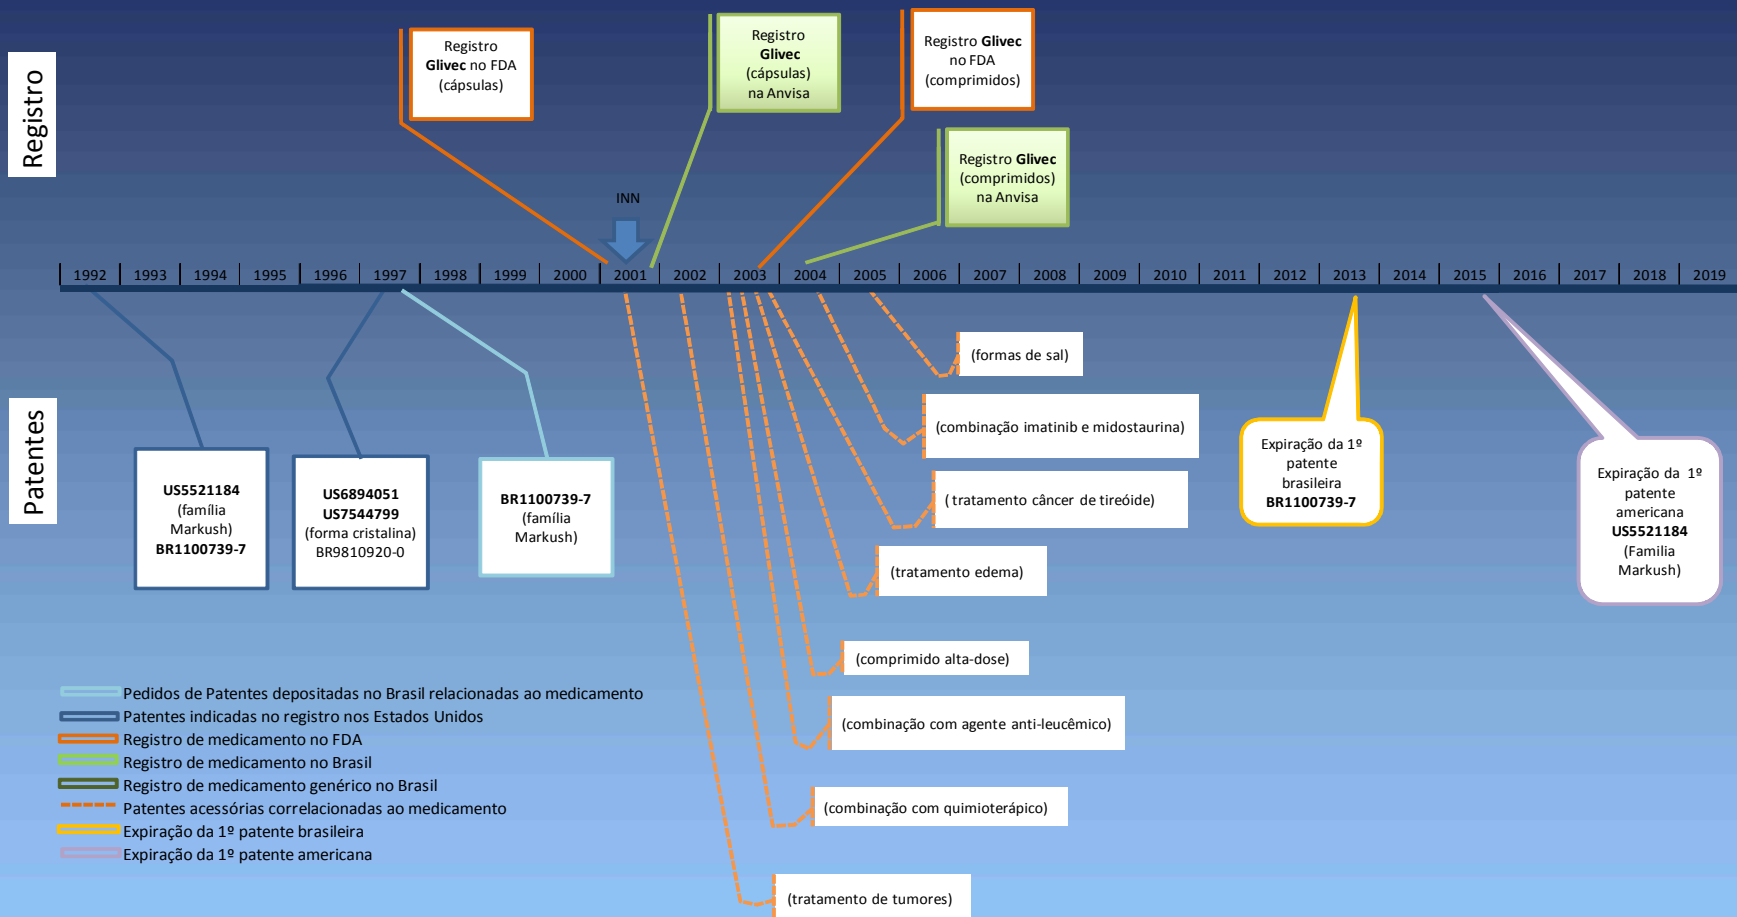 Registro
Registro
Glivec no FDA
(cápsulas)
Registro
Glivec
(cápsulas)
na Anvisa
Registro Glivec
no FDA
(comprimidos)
Registro Glivec
(comprimidos)
na Anvisa
INN
1992 1993 1994 1995 1996 1997 1998 1999 2000 2001 2002 2003 2004 2005 2006 2007 2008 2009 2010 2011 2012 2013 2014 2015 2016 2017 2018 2019
Patentes
US5521184
(família
Markush)
BR1100739-7
US6894051
US7544799
(forma cristalina)
BR9810920-0
BR1100739-7
(família
Markush)
(formas de sal)
(combinação imatinib e midostaurina)
( tratamento câncer de tireóide)
(tratamento edema)
(comprimido alta-dose)
(combinação com agente anti-leucêmico)
(combinação com quimioterápico)
(tratamento de tumores)
Expiração da 1º
patente
brasileira
BR1100739-7
Expiração da 1º
patente
americana
US5521184
(Familia
Markush)
Pedidos de Patentes depositadas no Brasil relacionadas ao medicamento
Patentes indicadas no registro nos Estados Unidos
Registro de medicamento no FDA
Registro de medicamento no Brasil
Registro de medicamento genérico no Brasil
Patentes acessórias correlacionadas ao medicamento
Expiração da 1º patente brasileira
Expiração da 1º patente americana